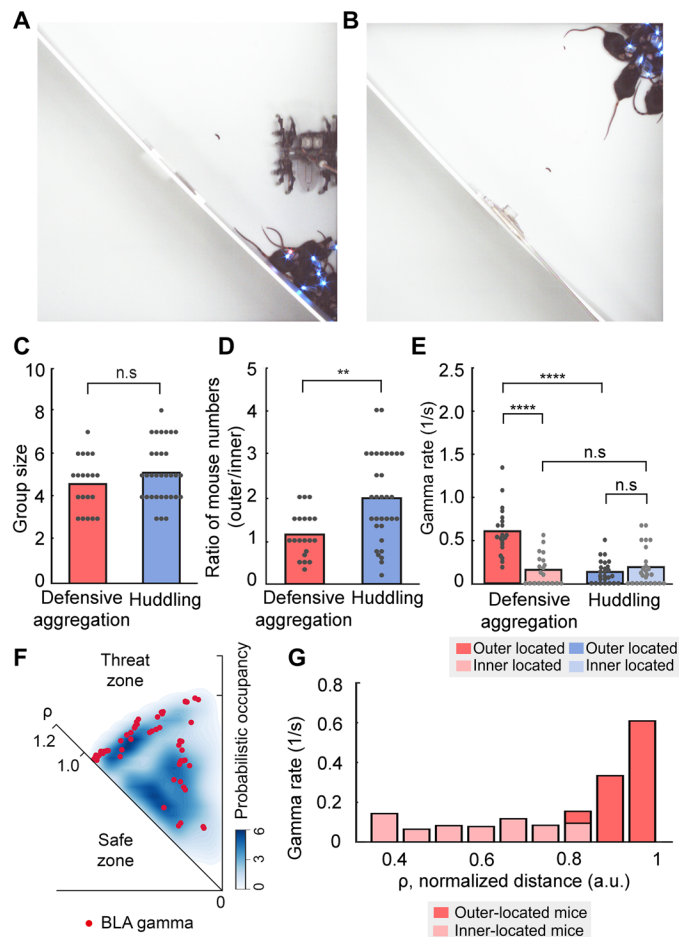 A
B
C
n.s
Group size
10
8
6
4
2
0
Defensive
aggregation
Huddling
D
**
Ratio of mouse numbers
(outer/inner)
5
4
3
2
1
0
Defensive
aggregation
Huddling
E
****
****
n.s
n.s
Gamma rate (1/s)
2.5
2.0
1.5
1.0
0.5
0
Defensive
aggregation
Huddling
Outer located
Inner located
Outer located
Inner located
F
Threat
zone
ρ
1.2
1.0
Safe
zone
0
Probabilistic occupancy
6
3
0
BLA gamma
G
Gamma rate (1/s)
0.8
0.6
0.4
0.2
0
0.4
0.6
0.8
1
ρ, normalized distance (a.u.)
Outer-located mice
Inner-located mice